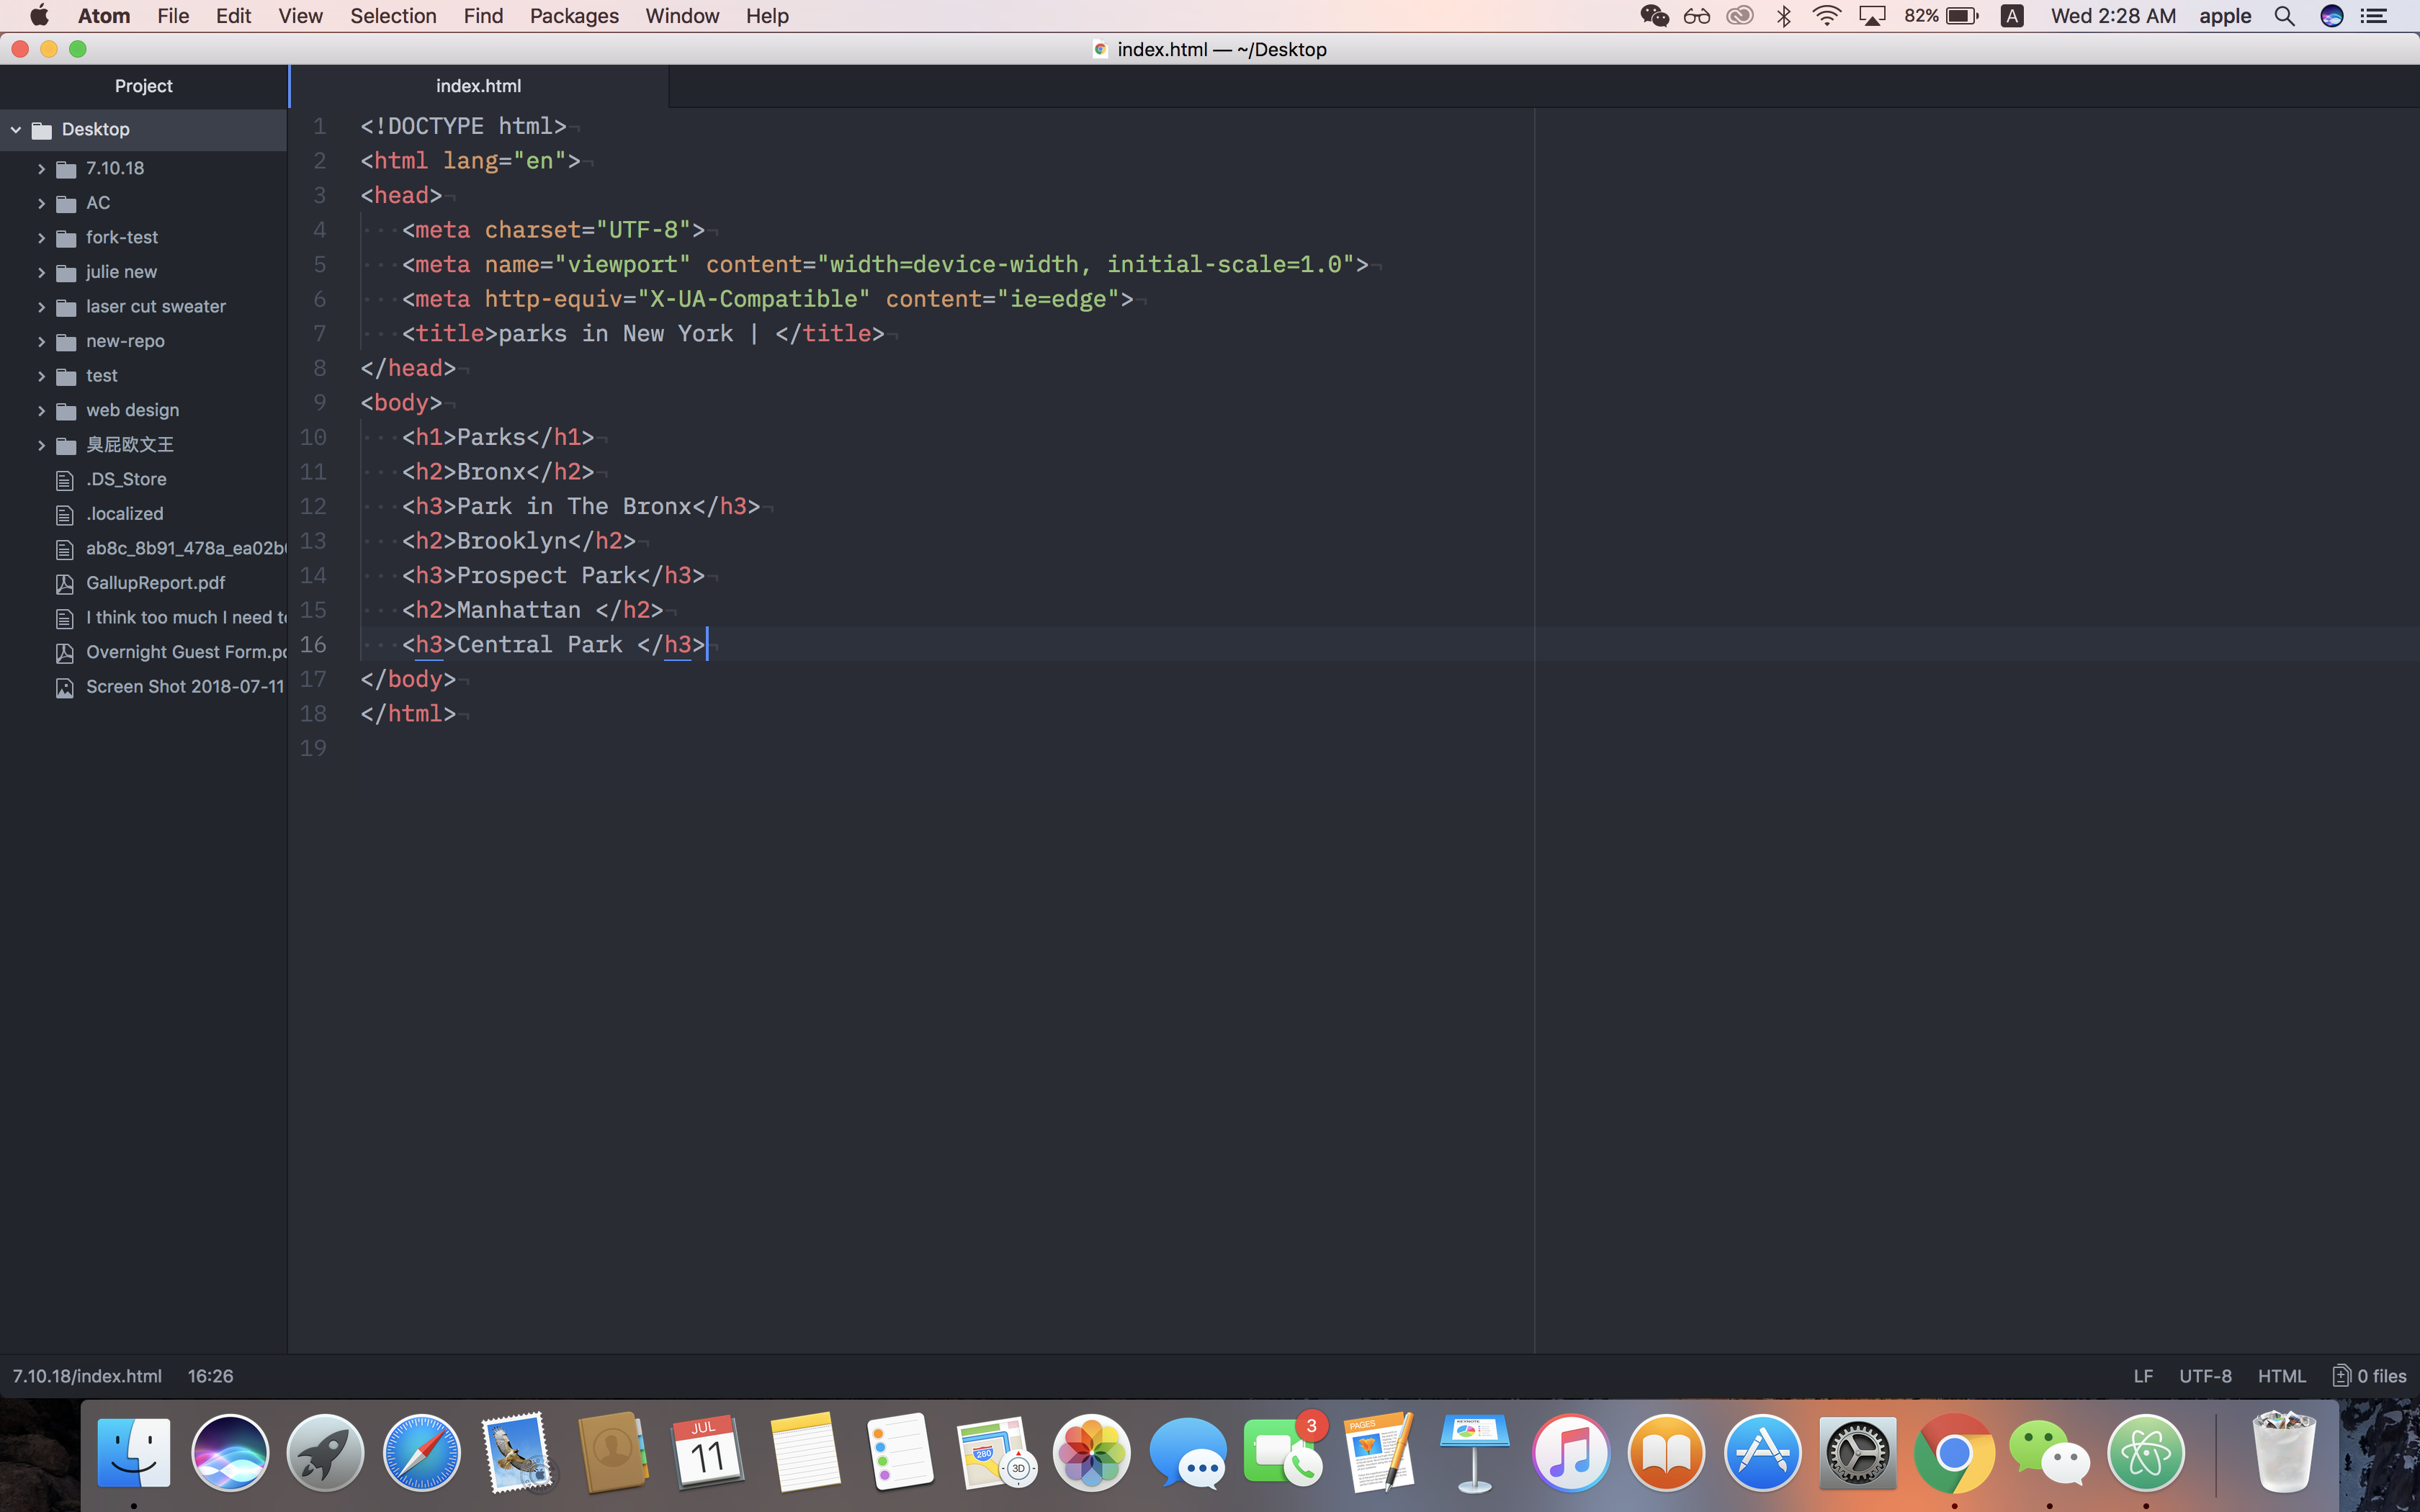 Atom File Edit View Selection Find Packages Window Help 82% A Wed 2:28 AM apple
index.html — ~/Desktop
Project
index.html
Desktop
7.10.18
AC
fork-test
julie new
laser cut sweater
new-repo
test
web design
臭屁欧文王
.DS_Store
.localized
ab8c_8b91_478a_ea02b
GallupReport.pdf
I think too much I need to
Overnight Guest Form.pd
Screen Shot 2018-07-11
1 <!DOCTYPE html>
2 <html lang="en">
3 <head>
4 <meta charset="UTF-8">
5 <meta name="viewport" content="width=device-width, initial-scale=1.0">
6 <meta http-equiv="X-UA-Compatible" content="ie=edge">
7 <title>parks in New York | </title>
8 </head>
9 <body>
10 <h1>Parks</h1>
11 <h2>Bronx</h2>
12 <h3>Park in The Bronx</h3>
13 <h2>Brooklyn</h2>
14 <h3>Prospect Park</h3>
15 <h2>Manhattan </h2>
16 <h3>Central Park </h3>
17 </body>
18 </html>
19
7.10.18/index.html 16:26 LF UTF-8 HTML 0 files
JUL
11
280
3D
3
PAGES
KEYNOTE